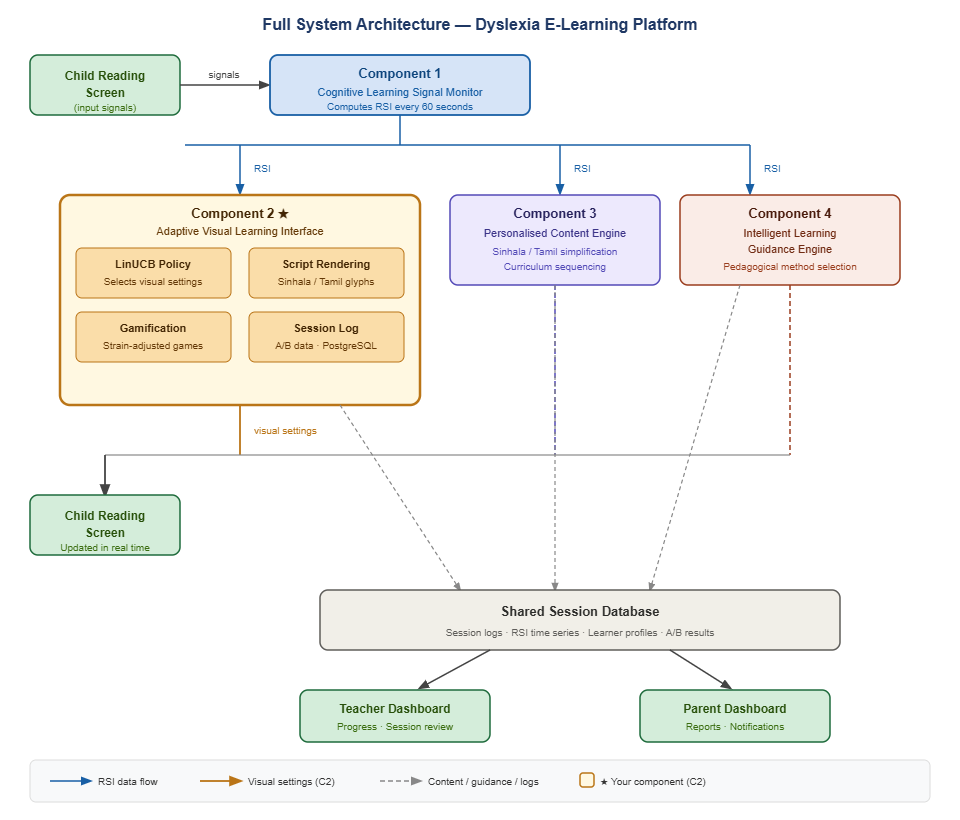 Full System Architecture — Dyslexia E-Learning Platform
Child Reading
Screen
(input signals)
signals
Component 1
Cognitive Learning Signal Monitor
Computes RSI every 60 seconds
RSI
RSI
RSI
Component 2 ★
Adaptive Visual Learning Interface
LinUCB Policy
Selects visual settings
Script Rendering
Sinhala / Tamil glyphs
Gamification
Strain-adjusted games
Session Log
A/B data · PostgreSQL
Component 3
Personalised Content Engine
Sinhala / Tamil simplification
Curriculum sequencing
Component 4
Intelligent Learning
Guidance Engine
Pedagogical method selection
visual settings
Child Reading
Screen
Updated in real time
Shared Session Database
Session logs · RSI time series · Learner profiles · A/B results
Teacher Dashboard
Progress · Session review
Parent Dashboard
Reports · Notifications
RSI data flow
Visual settings (C2)
Content / guidance / logs
★ Your component (C2)